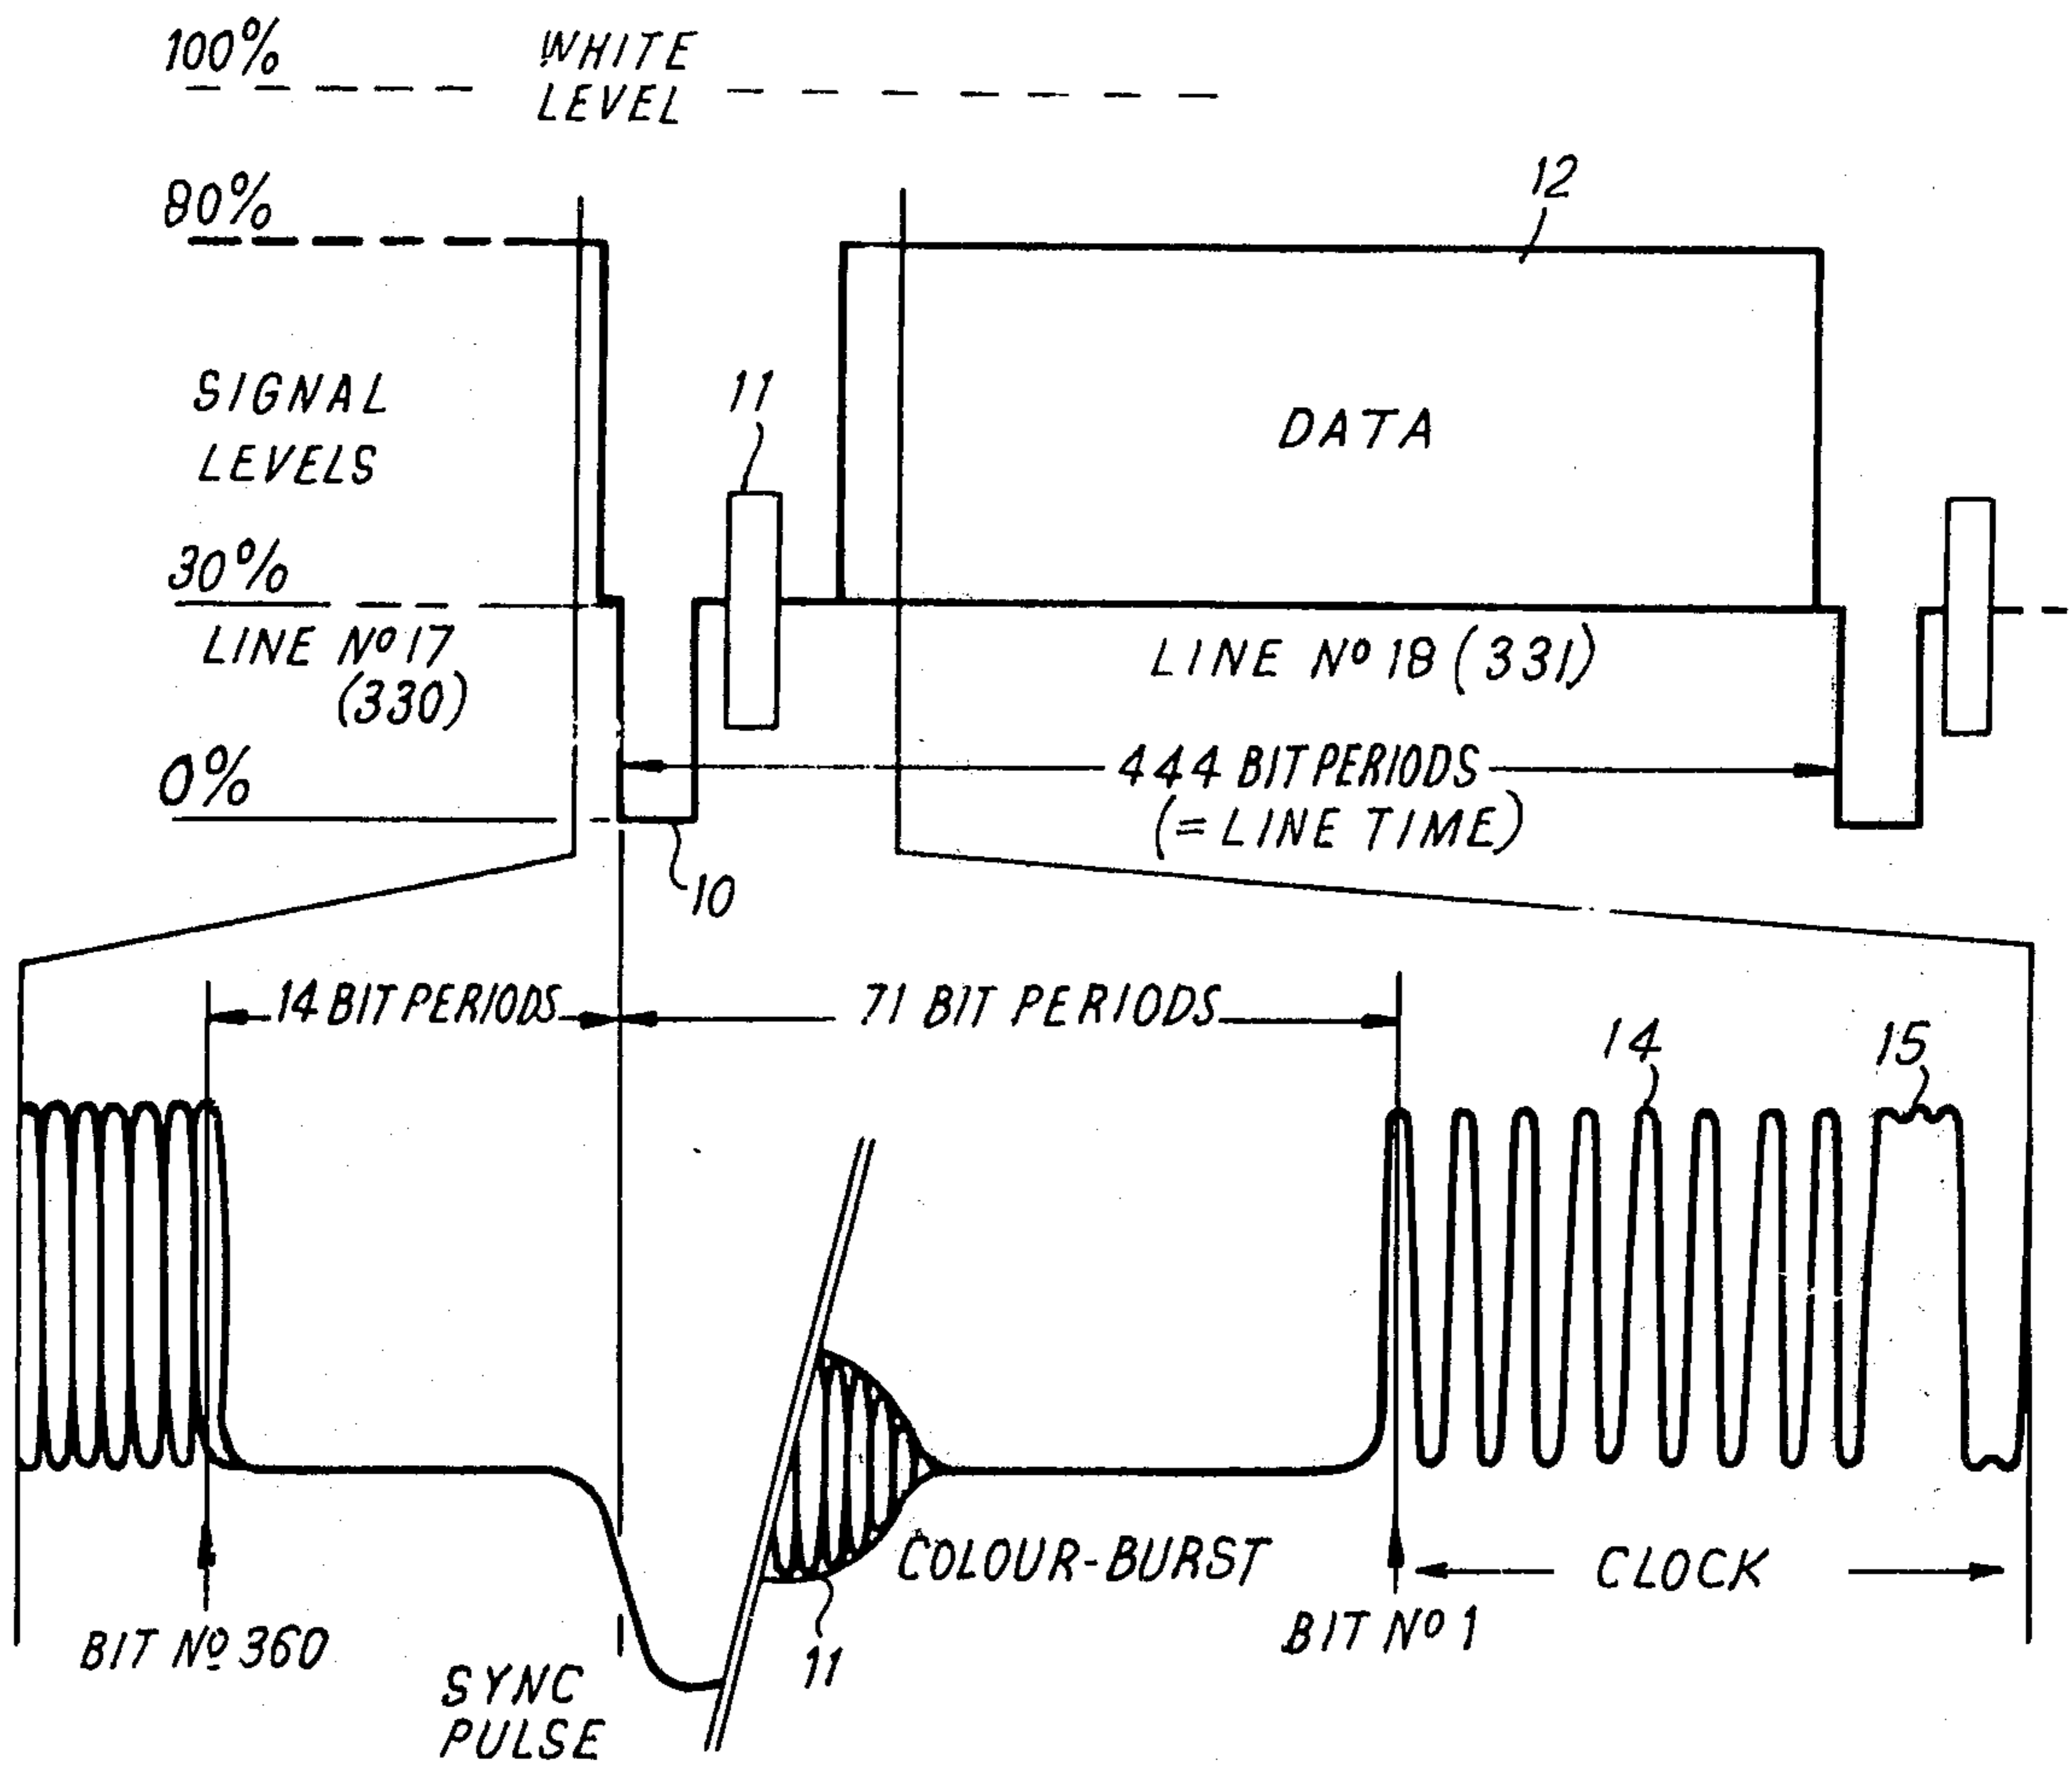 100%
WHITE
LEVEL
80%
12
SIGNAL
LEVELS
11
DATA
30%
LINE Nº 17
(330)
LINE Nº 18 (331)
0%
444 BIT PERIODS
(= LINE TIME)
10
14 BIT PERIODS
71 BIT PERIODS
14
15
COLOUR-BURST
CLOCK
BIT Nº 360
BIT Nº 1
11
SYNC
PULSE